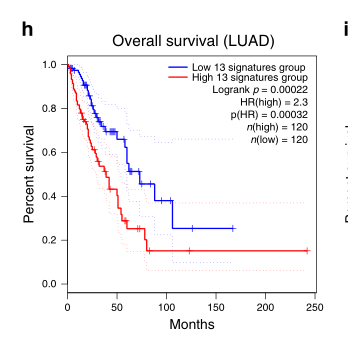 h
i
Overall survival (LUAD)
Low 13 signatures group
High 13 signatures group
Logrank p = 0.00022
HR(high) = 2.3
p(HR) = 0.00032
n(high) = 120
n(low) = 120
Percent survival
1.0
0.8
0.6
0.4
0.2
0.0
0 50 100 150 200 250
Months